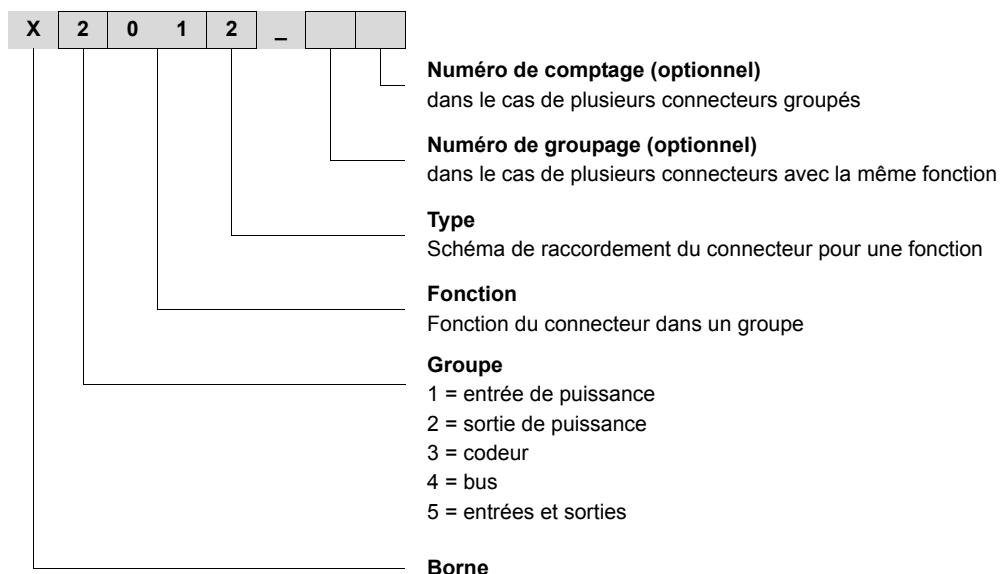 X 2 0 1 2 _
Numéro de comptage (optionnel)
dans le cas de plusieurs connecteurs groupés
Numéro de groupage (optionnel)
dans le cas de plusieurs connecteurs avec la même fonction
Type
Schéma de raccordement du connecteur pour une fonction
Fonction
Fonction du connecteur dans un groupe
Groupe
1 = entrée de puissance
2 = sortie de puissance
3 = codeur
4 = bus
5 = entrées et sorties
Borne